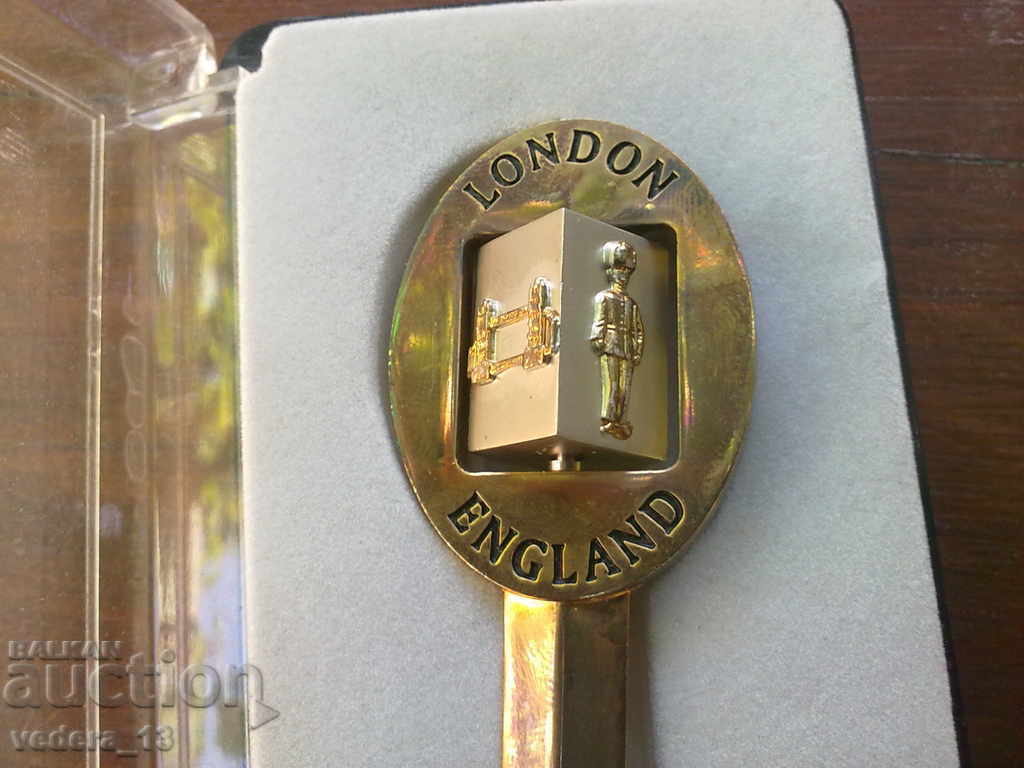 LONDON
ENGLAND
BALKAN
auction
vedera_13